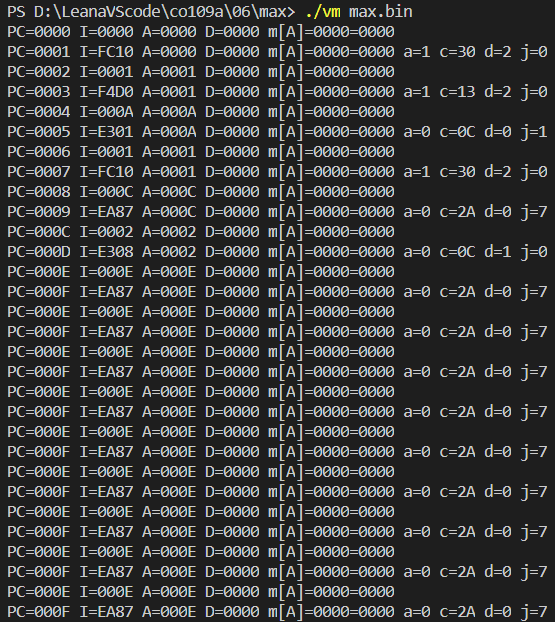 PS D:\LeanaVScode\co109a\06\max> ./vm max.bin
PC=0000 I=0000 A=0000 D=0000 m[A]=0000=0000
PC=0001 I=FC10 A=0000 D=0000 m[A]=0000=0000 a=1 c=30 d=2 j=0
PC=0002 I=0001 A=0001 D=0000 m[A]=0000=0000
PC=0003 I=F4D0 A=0001 D=0000 m[A]=0000=0000 a=1 c=13 d=2 j=0
PC=0004 I=000A A=000A D=0000 m[A]=0000=0000
PC=0005 I=E301 A=000A D=0000 m[A]=0000=0000 a=0 c=0C d=0 j=1
PC=0006 I=0001 A=0001 D=0000 m[A]=0000=0000
PC=0007 I=FC10 A=0001 D=0000 m[A]=0000=0000 a=1 c=30 d=2 j=0
PC=0008 I=000C A=000C D=0000 m[A]=0000=0000
PC=0009 I=EA87 A=000C D=0000 m[A]=0000=0000 a=0 c=2A d=0 j=7
PC=000C I=0002 A=0002 D=0000 m[A]=0000=0000
PC=000D I=E308 A=0002 D=0000 m[A]=0000=0000 a=0 c=0C d=1 j=0
PC=000E I=000E A=000E D=0000 m[A]=0000=0000
PC=000F I=EA87 A=000E D=0000 m[A]=0000=0000 a=0 c=2A d=0 j=7
PC=000E I=000E A=000E D=0000 m[A]=0000=0000
PC=000F I=EA87 A=000E D=0000 m[A]=0000=0000 a=0 c=2A d=0 j=7
PC=000E I=000E A=000E D=0000 m[A]=0000=0000
PC=000F I=EA87 A=000E D=0000 m[A]=0000=0000 a=0 c=2A d=0 j=7
PC=000E I=000E A=000E D=0000 m[A]=0000=0000
PC=000F I=EA87 A=000E D=0000 m[A]=0000=0000 a=0 c=2A d=0 j=7
PC=000E I=000E A=000E D=0000 m[A]=0000=0000
PC=000F I=EA87 A=000E D=0000 m[A]=0000=0000 a=0 c=2A d=0 j=7
PC=000E I=000E A=000E D=0000 m[A]=0000=0000
PC=000F I=EA87 A=000E D=0000 m[A]=0000=0000 a=0 c=2A d=0 j=7
PC=000E I=000E A=000E D=0000 m[A]=0000=0000
PC=000F I=EA87 A=000E D=0000 m[A]=0000=0000 a=0 c=2A d=0 j=7
PC=000E I=000E A=000E D=0000 m[A]=0000=0000
PC=000F I=EA87 A=000E D=0000 m[A]=0000=0000 a=0 c=2A d=0 j=7
PC=000E I=000E A=000E D=0000 m[A]=0000=0000
PC=000F I=EA87 A=000E D=0000 m[A]=0000=0000 a=0 c=2A d=0 j=7